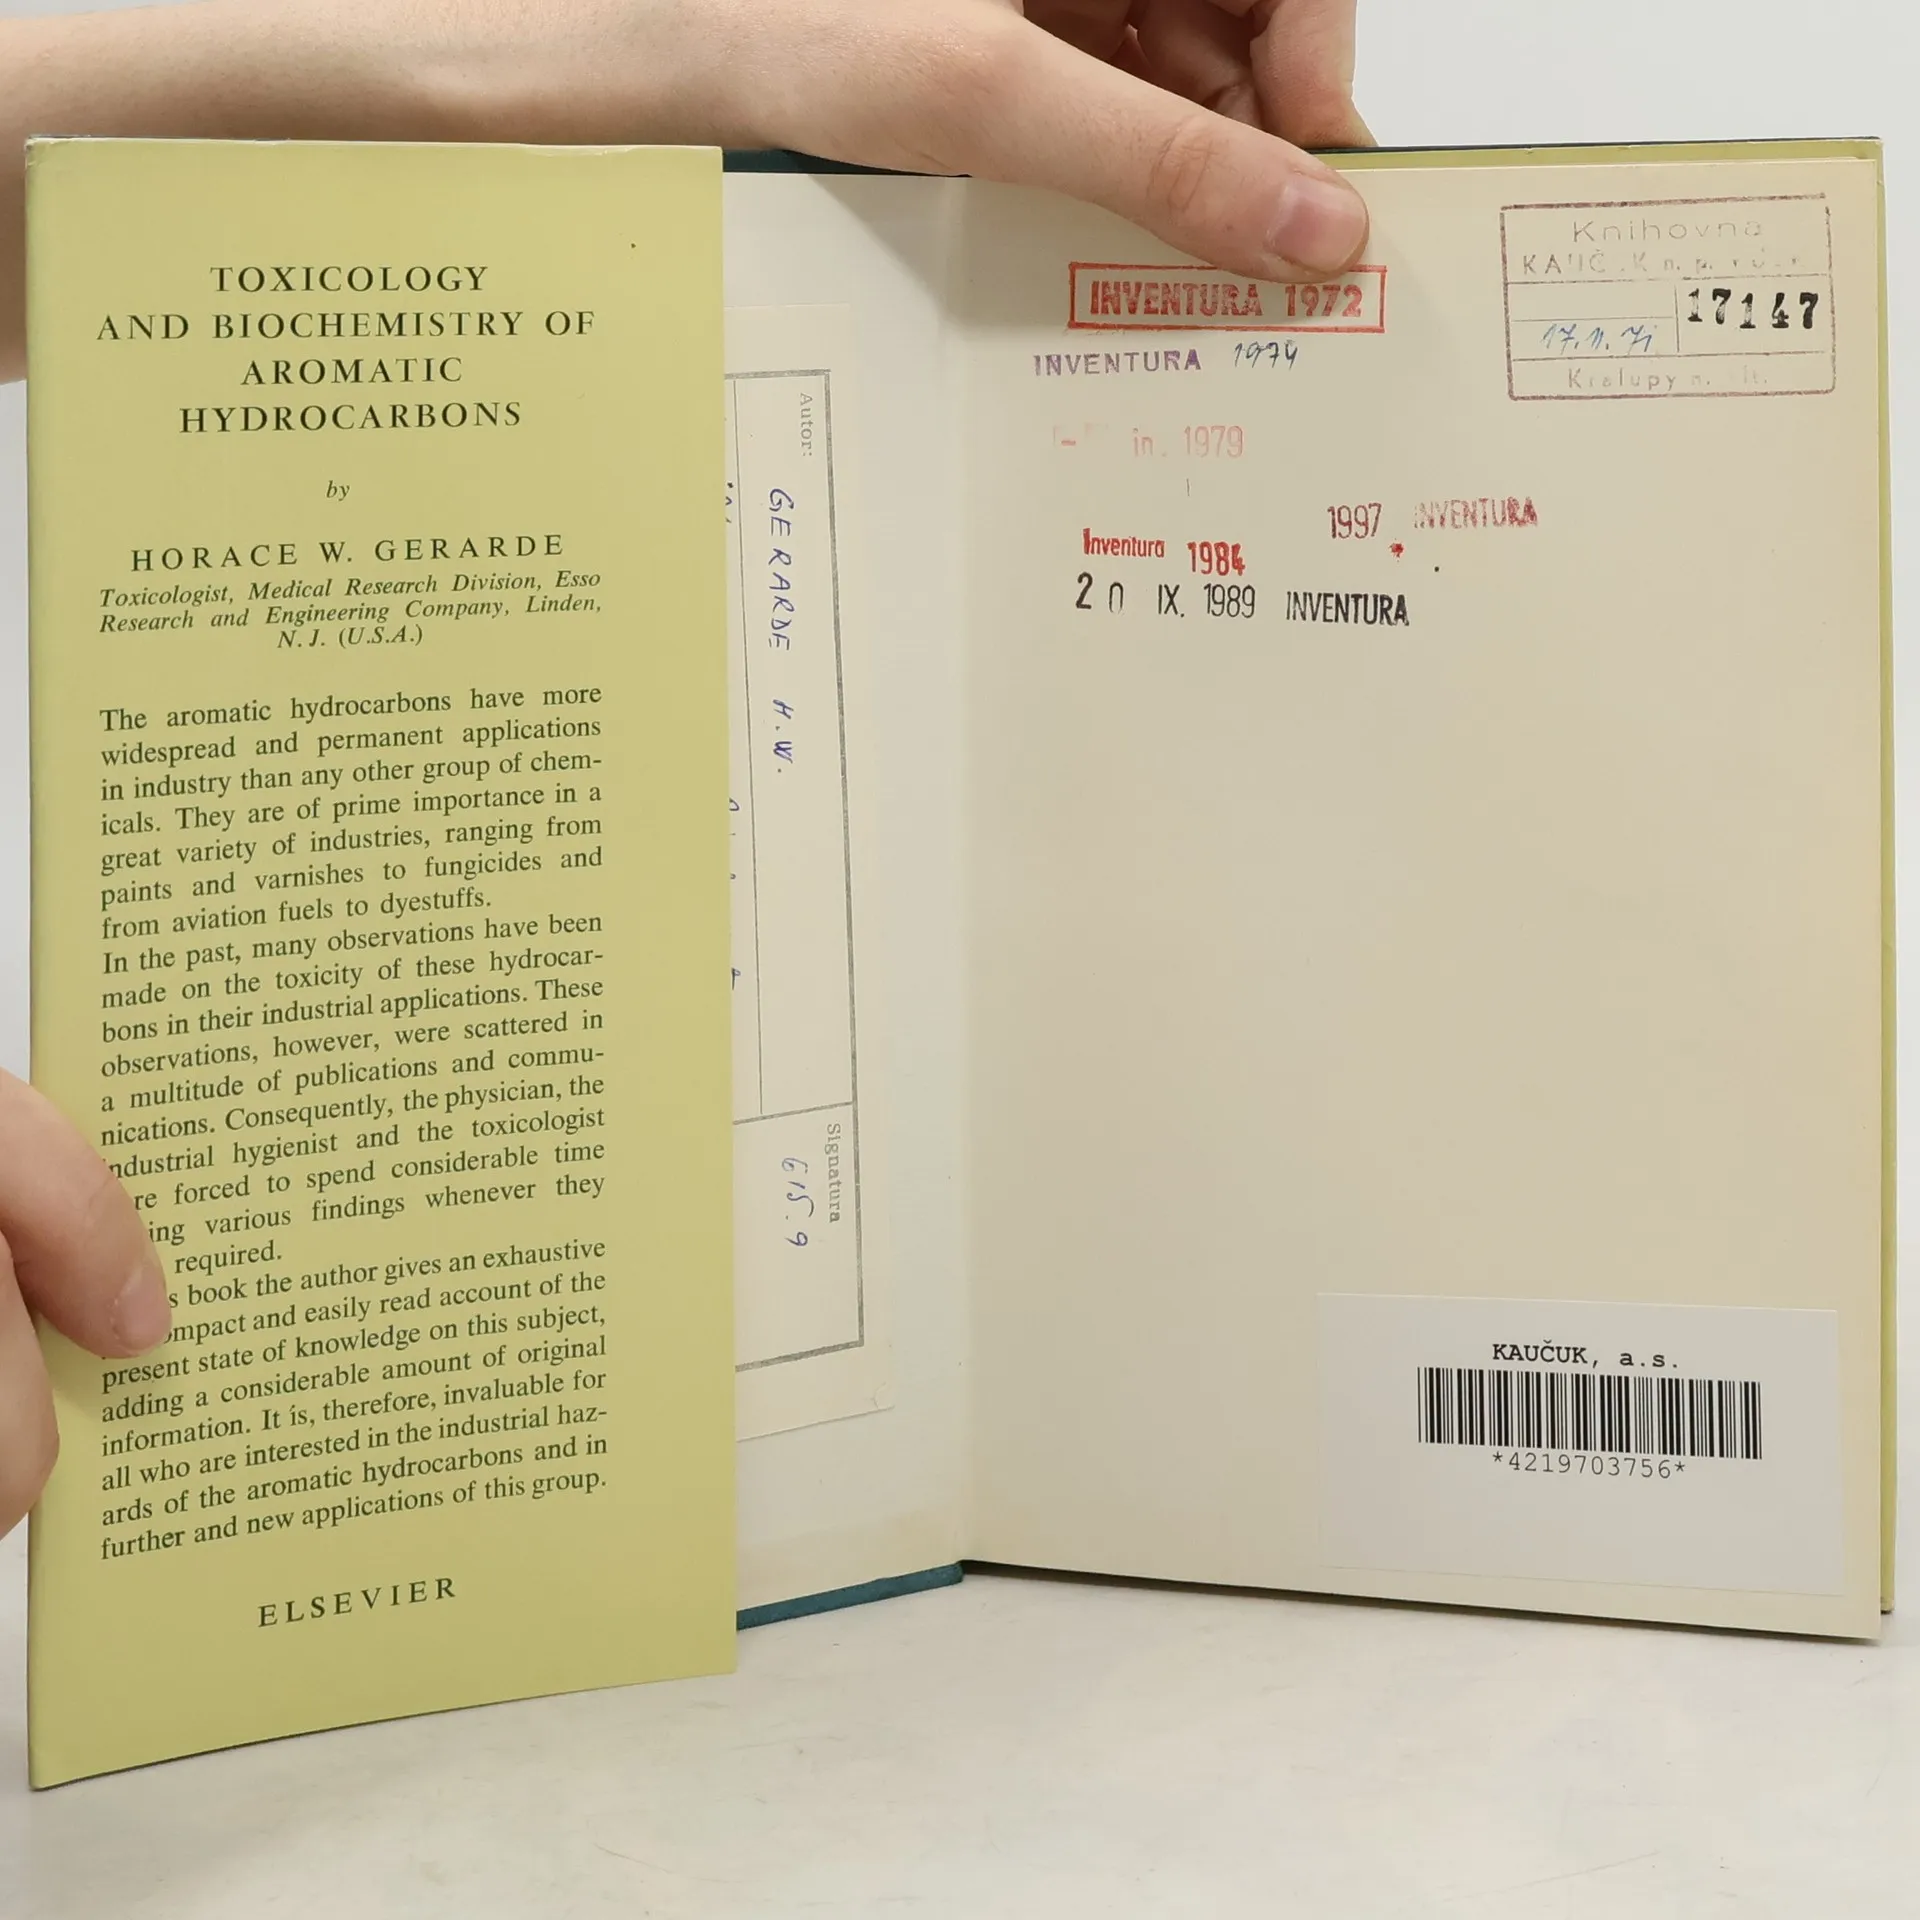 TOXICOLOGY
AND BIOCHEMISTRY OF
AROMATIC
HYDROCARBONS
by
HORACE W. GERARDE
Toxicologist, Medical Research Division, Esso
Research and Engineering Company, Linden,
N. J. (U.S.A.)
The aromatic hydrocarbons have more
widespread and permanent applications
in industry than any other group of chem-
icals. They are of prime importance in a
great variety of industries, ranging from
paints and varnishes to fungicides and
from aviation fuels to dyestuffs.
In the past, many observations have been
made on the toxicity of these hydrocar-
bons in their industrial applications. These
observations, however, were scattered in
a multitude of publications and commu-
nications. Consequently, the physician, the
ndustrial hygienist and the toxicologist
re forced to spend considerable time
ing various findings whenever they
required.
s book the author gives an exhaustive
ompact and easily read account of the
present state of knowledge on this subject,
adding a considerable amount of original
information. It is, therefore, invaluable for
all who are interested in the industrial haz-
ards of the aromatic hydrocarbons and in
further and new applications of this group.
ELSEVIER
Autor:
GERARDE H.W.
Signatura
615.9
INVENTURA 1972
INVENTURA 1974
in. 1979
1997 INVENTURA
Inventura 1984
20 IX. 1989 INVENTURA
Knihovna
n. p.
17147
17.11.71
Kralupy n.
KAUČUK, a.s.
*4219703756*